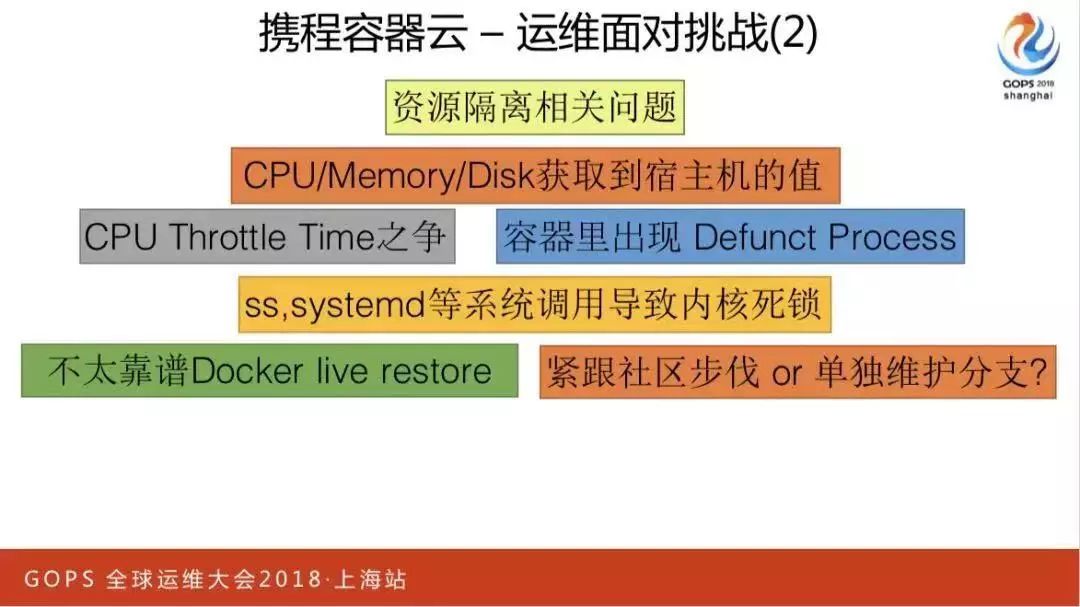 携程容器云 – 运维面对挑战(2)
GOPS 2018
shanghai
资源隔离相关问题
CPU/Memory/Disk获取到宿主机的值
CPU Throttle Time之争
容器里出现 Defunct Process
ss,systemd等系统调用导致内核死锁
不太靠谱Docker live restore
紧跟社区步伐 or 单独维护分支?
GOPS 全球运维大会2018·上海站